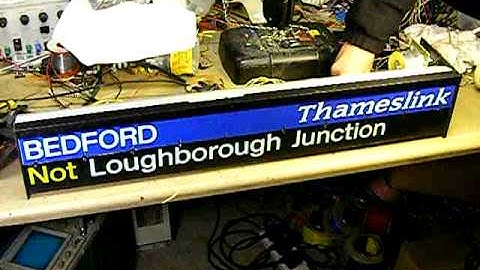 BEDFORD Thameslink
Not Loughborough Junction